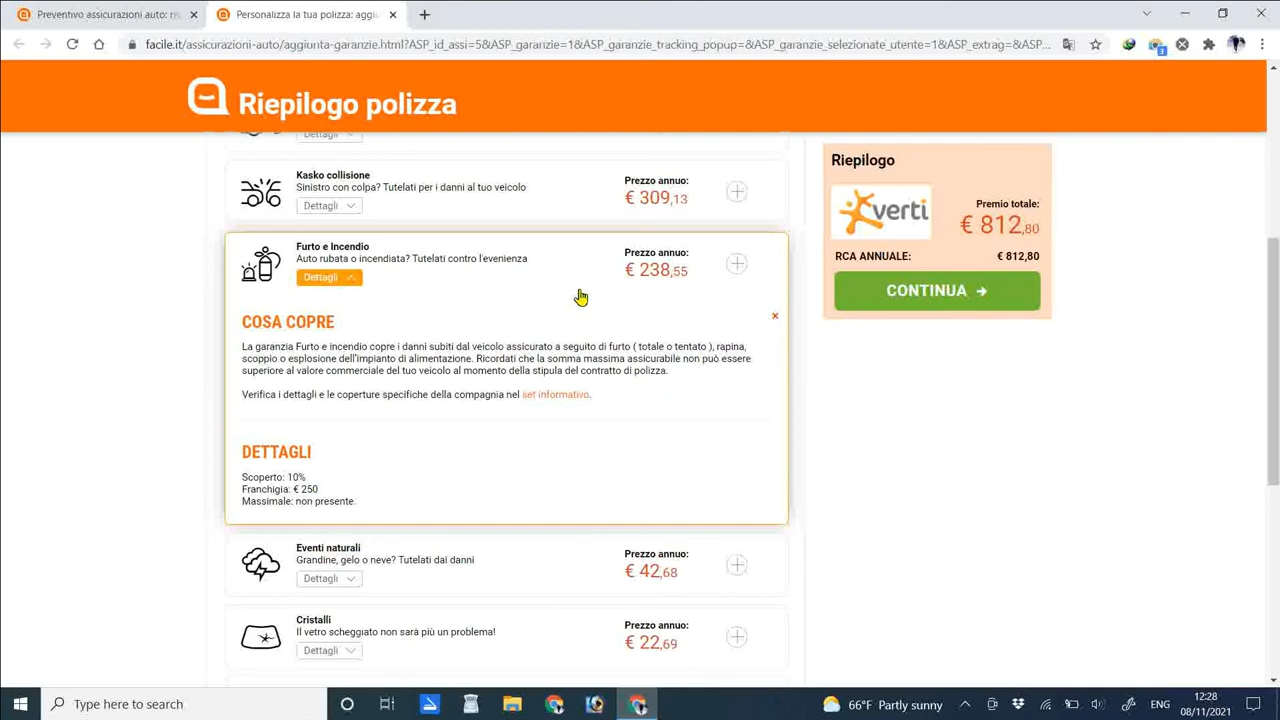 Preventivo assicurazioni auto: ris
Personalizza la tua polizza: aggiu
facile.it/assicurazioni-auto/aggiunta-garanzie.html?ASP_id_assi=5&ASP_garanzie=1&ASP_garanzie_tracking_popup=&ASP_garanzie_selezionate_utente=1&ASP_extrag=&ASP_...
3
Riepilogo polizza
Dettagli
Kasko collisione
Sinistro con colpa? Tutelati per i danni al tuo veicolo
Dettagli
Prezzo annuo:
€ 309,13
Furto e Incendio
Auto rubata o incendiata? Tutelati contro l'evenienza
Dettagli
Prezzo annuo:
€ 238,55
COSA COPRE
×
La garanzia Furto e incendio copre i danni subiti dal veicolo assicurato a seguito di furto ( totale o tentato ), rapina,
scoppio o esplosione dell'impianto di alimentazione. Ricordati che la somma massima assicurabile non può essere
superiore al valore commerciale del tuo veicolo al momento della stipula del contratto di polizza.
Verifica i dettagli e le coperture specifiche della compagnia nel set informativo.
DETTAGLI
Scoperto: 10%
Franchigia: € 250
Massimale: non presente.
Eventi naturali
Grandine, gelo o neve? Tutelati dai danni
Dettagli
Prezzo annuo:
€ 42,68
Cristalli
Il vetro scheggiato non sarà più un problema!
Dettagli
Prezzo annuo:
€ 22,69
Riepilogo
verti
Premio totale:
€ 812,80
RCA ANNUALE:
€ 812,80
CONTINUA →
Type here to search
66°F Partly sunny
ENG
12:28
08/11/2021